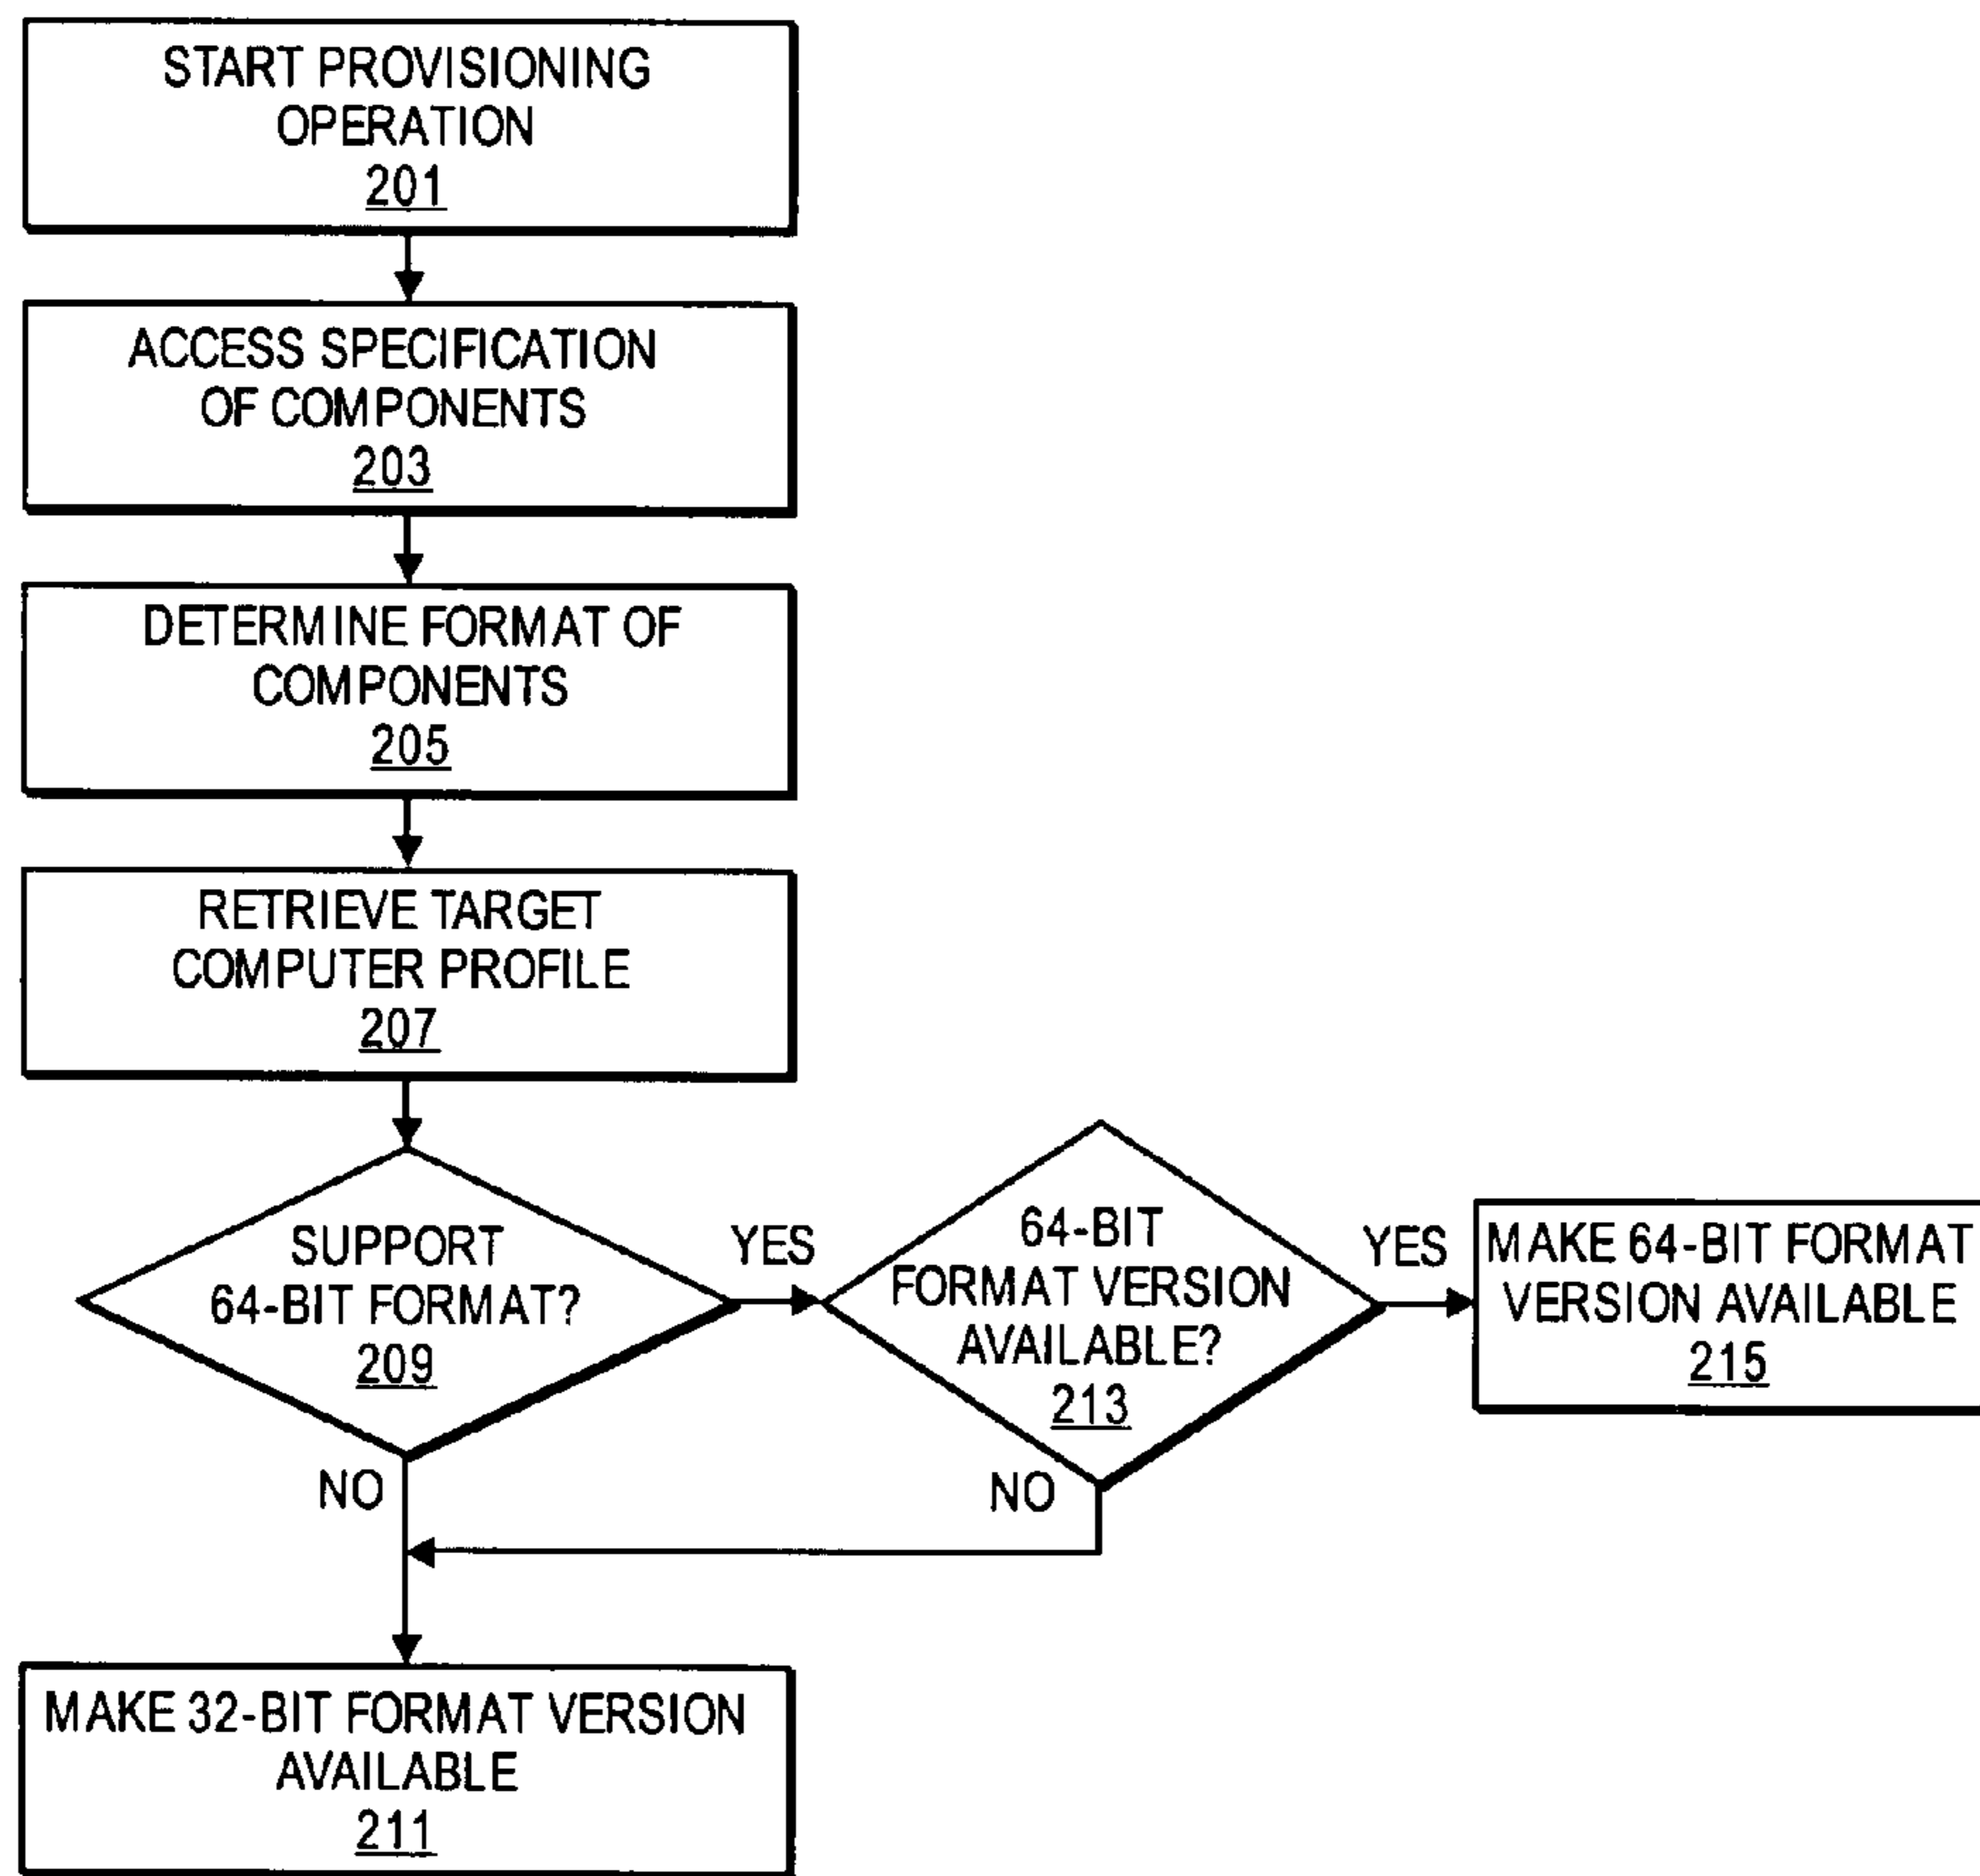 START PROVISIONING
OPERATION
201
ACCESS SPECIFICATION
OF COMPONENTS
203
DETERMINE FORMAT OF
COMPONENTS
205
RETRIEVE TARGET
COMPUTER PROFILE
207
SUPPORT
64-BIT FORMAT?
209
YES
64-BIT
FORMAT VERSION
AVAILABLE?
213
YES
MAKE 64-BIT FORMAT
VERSION AVAILABLE
215
NO
NO
MAKE 32-BIT FORMAT VERSION
AVAILABLE
211